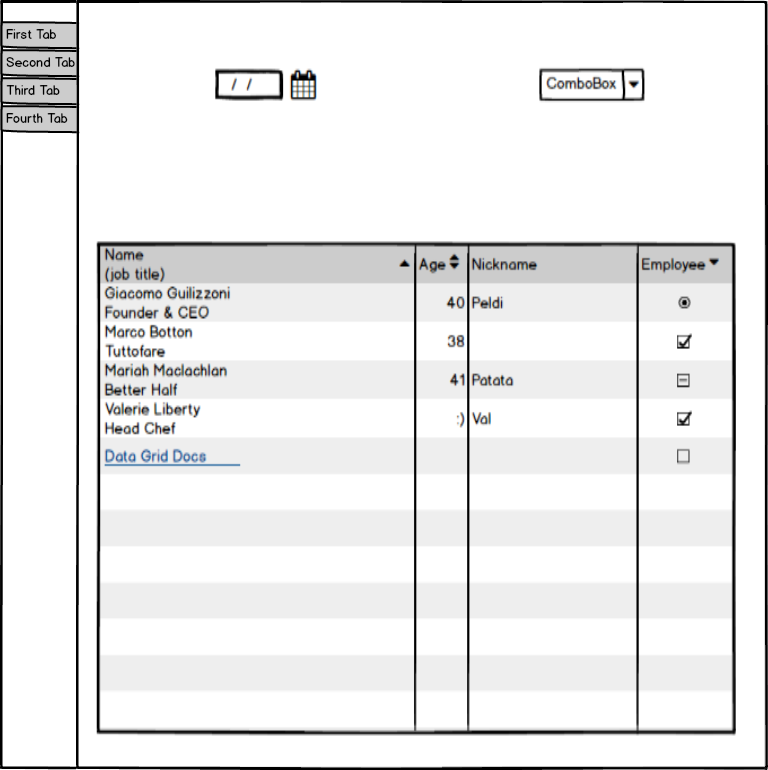 First Tab
Second Tab
Third Tab
Fourth Tab
/ /
ComboBox
Name
(job title)
Age
Nickname
Employee
Giacomo Guilizzoni
Founder & CEO
40
Peldi
Marco Botton
Tuttofare
38
Mariah Maclachlan
Better Half
41
Patata
Valerie Liberty
Head Chef
:)
Val
Data Grid Docs